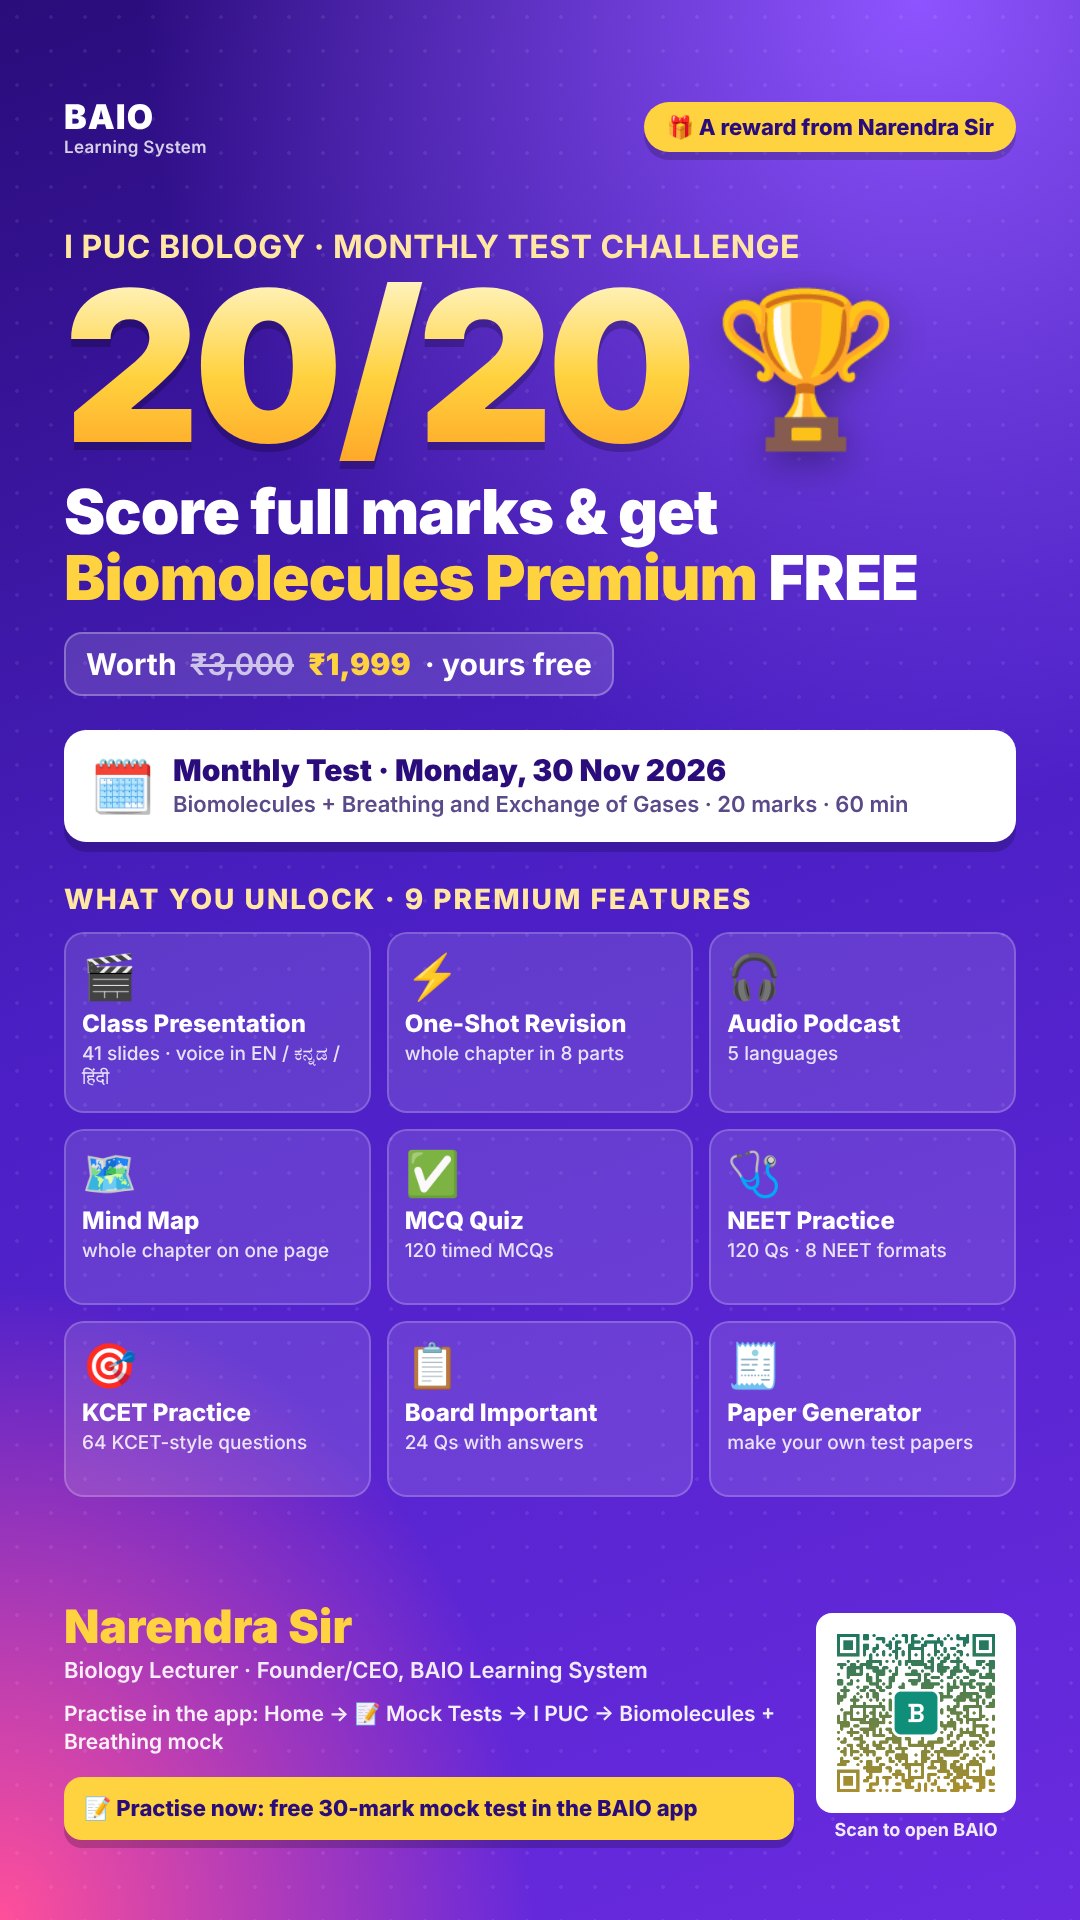 BAIO
Learning System
🎁 A reward from Narendra Sir
I PUC BIOLOGY · MONTHLY TEST CHALLENGE
20/20
Score full marks & get
Biomolecules Premium FREE
Worth ₹3,000 ₹1,999 · yours free
Monthly Test · Monday, 30 Nov 2026
Biomolecules + Breathing and Exchange of Gases · 20 marks · 60 min
WHAT YOU UNLOCK · 9 PREMIUM FEATURES
Class Presentation
41 slides · voice in EN / ಕನ್ನಡ /
हिंदी
One-Shot Revision
whole chapter in 8 parts
Audio Podcast
5 languages
Mind Map
whole chapter on one page
MCQ Quiz
120 timed MCQs
NEET Practice
120 Qs · 8 NEET formats
KCET Practice
64 KCET-style questions
Board Important
24 Qs with answers
Paper Generator
make your own test papers
Narendra Sir
Biology Lecturer · Founder/CEO, BAIO Learning System
Practise in the app: Home → 📝 Mock Tests → I PUC → Biomolecules +
Breathing mock
📝 Practise now: free 30-mark mock test in the BAIO app
B
Scan to open BAIO